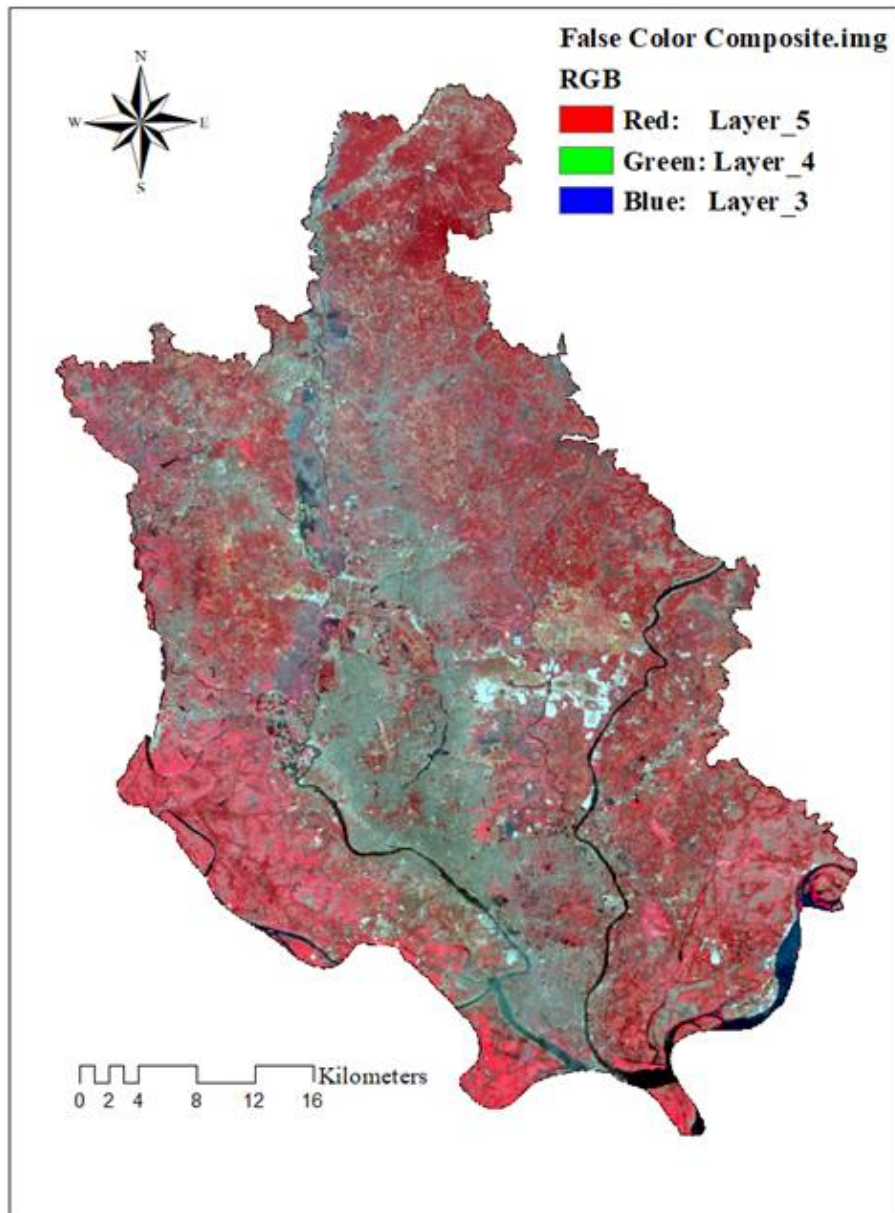 False Color Composite.img
RGB
Red: Layer_5
Green: Layer_4
Blue: Layer_3
N
W E
S
Kilometers
0 2 4 8 12 16